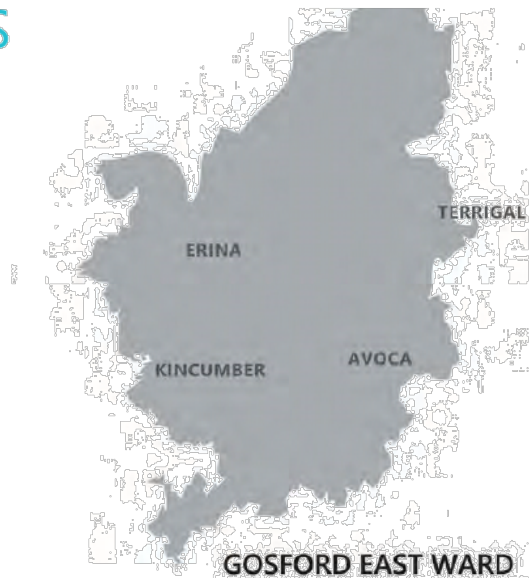 S
TERRIGAL
ERINA
AVOCA
KINCUMBER
GOSFORD EAST WARD